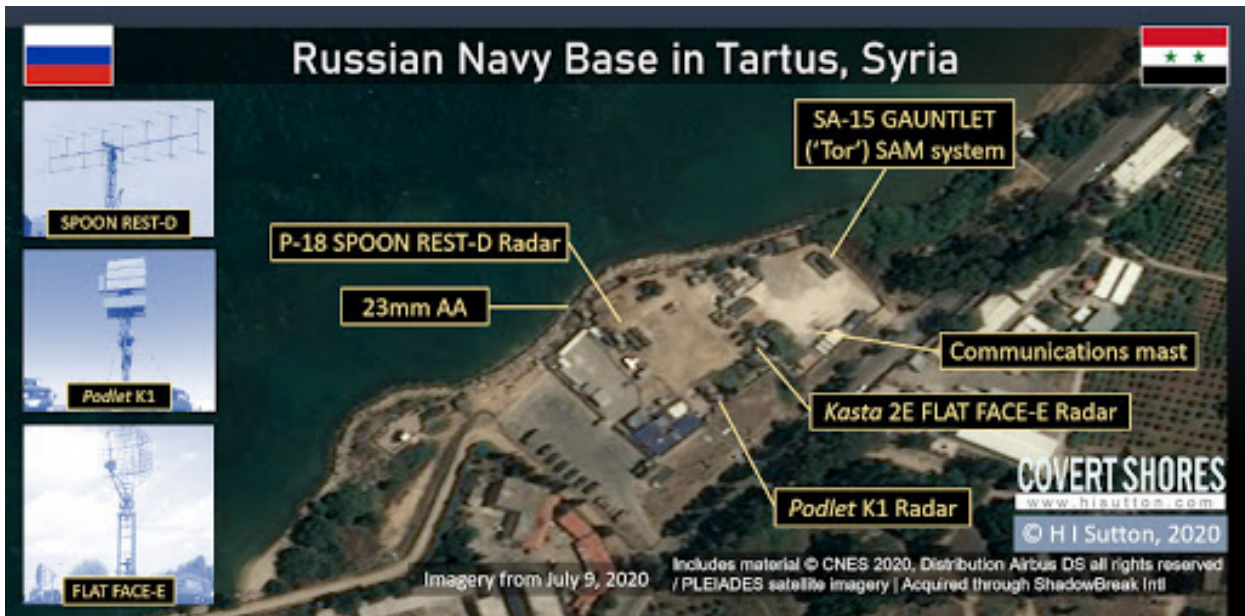 Russian Navy Base in Tartus, Syria
SA-15 GAUNTLET
('Tor') SAM system
SPOON REST-D
P-18 SPOON REST-D Radar
23mm AA
Communications mast
Podlet K1
Kasta 2E FLAT FACE-E Radar
COVERT SHORES
www.hisutton.com
Podlet K1 Radar
© H I Sutton, 2020
FLAT FACE-E
Imagery from July 9, 2020
Includes material © CNES 2020, Distribution Airbus DS all rights reserved
/ PLEIADES satellite imagery | Acquired through ShadowBreak Intl